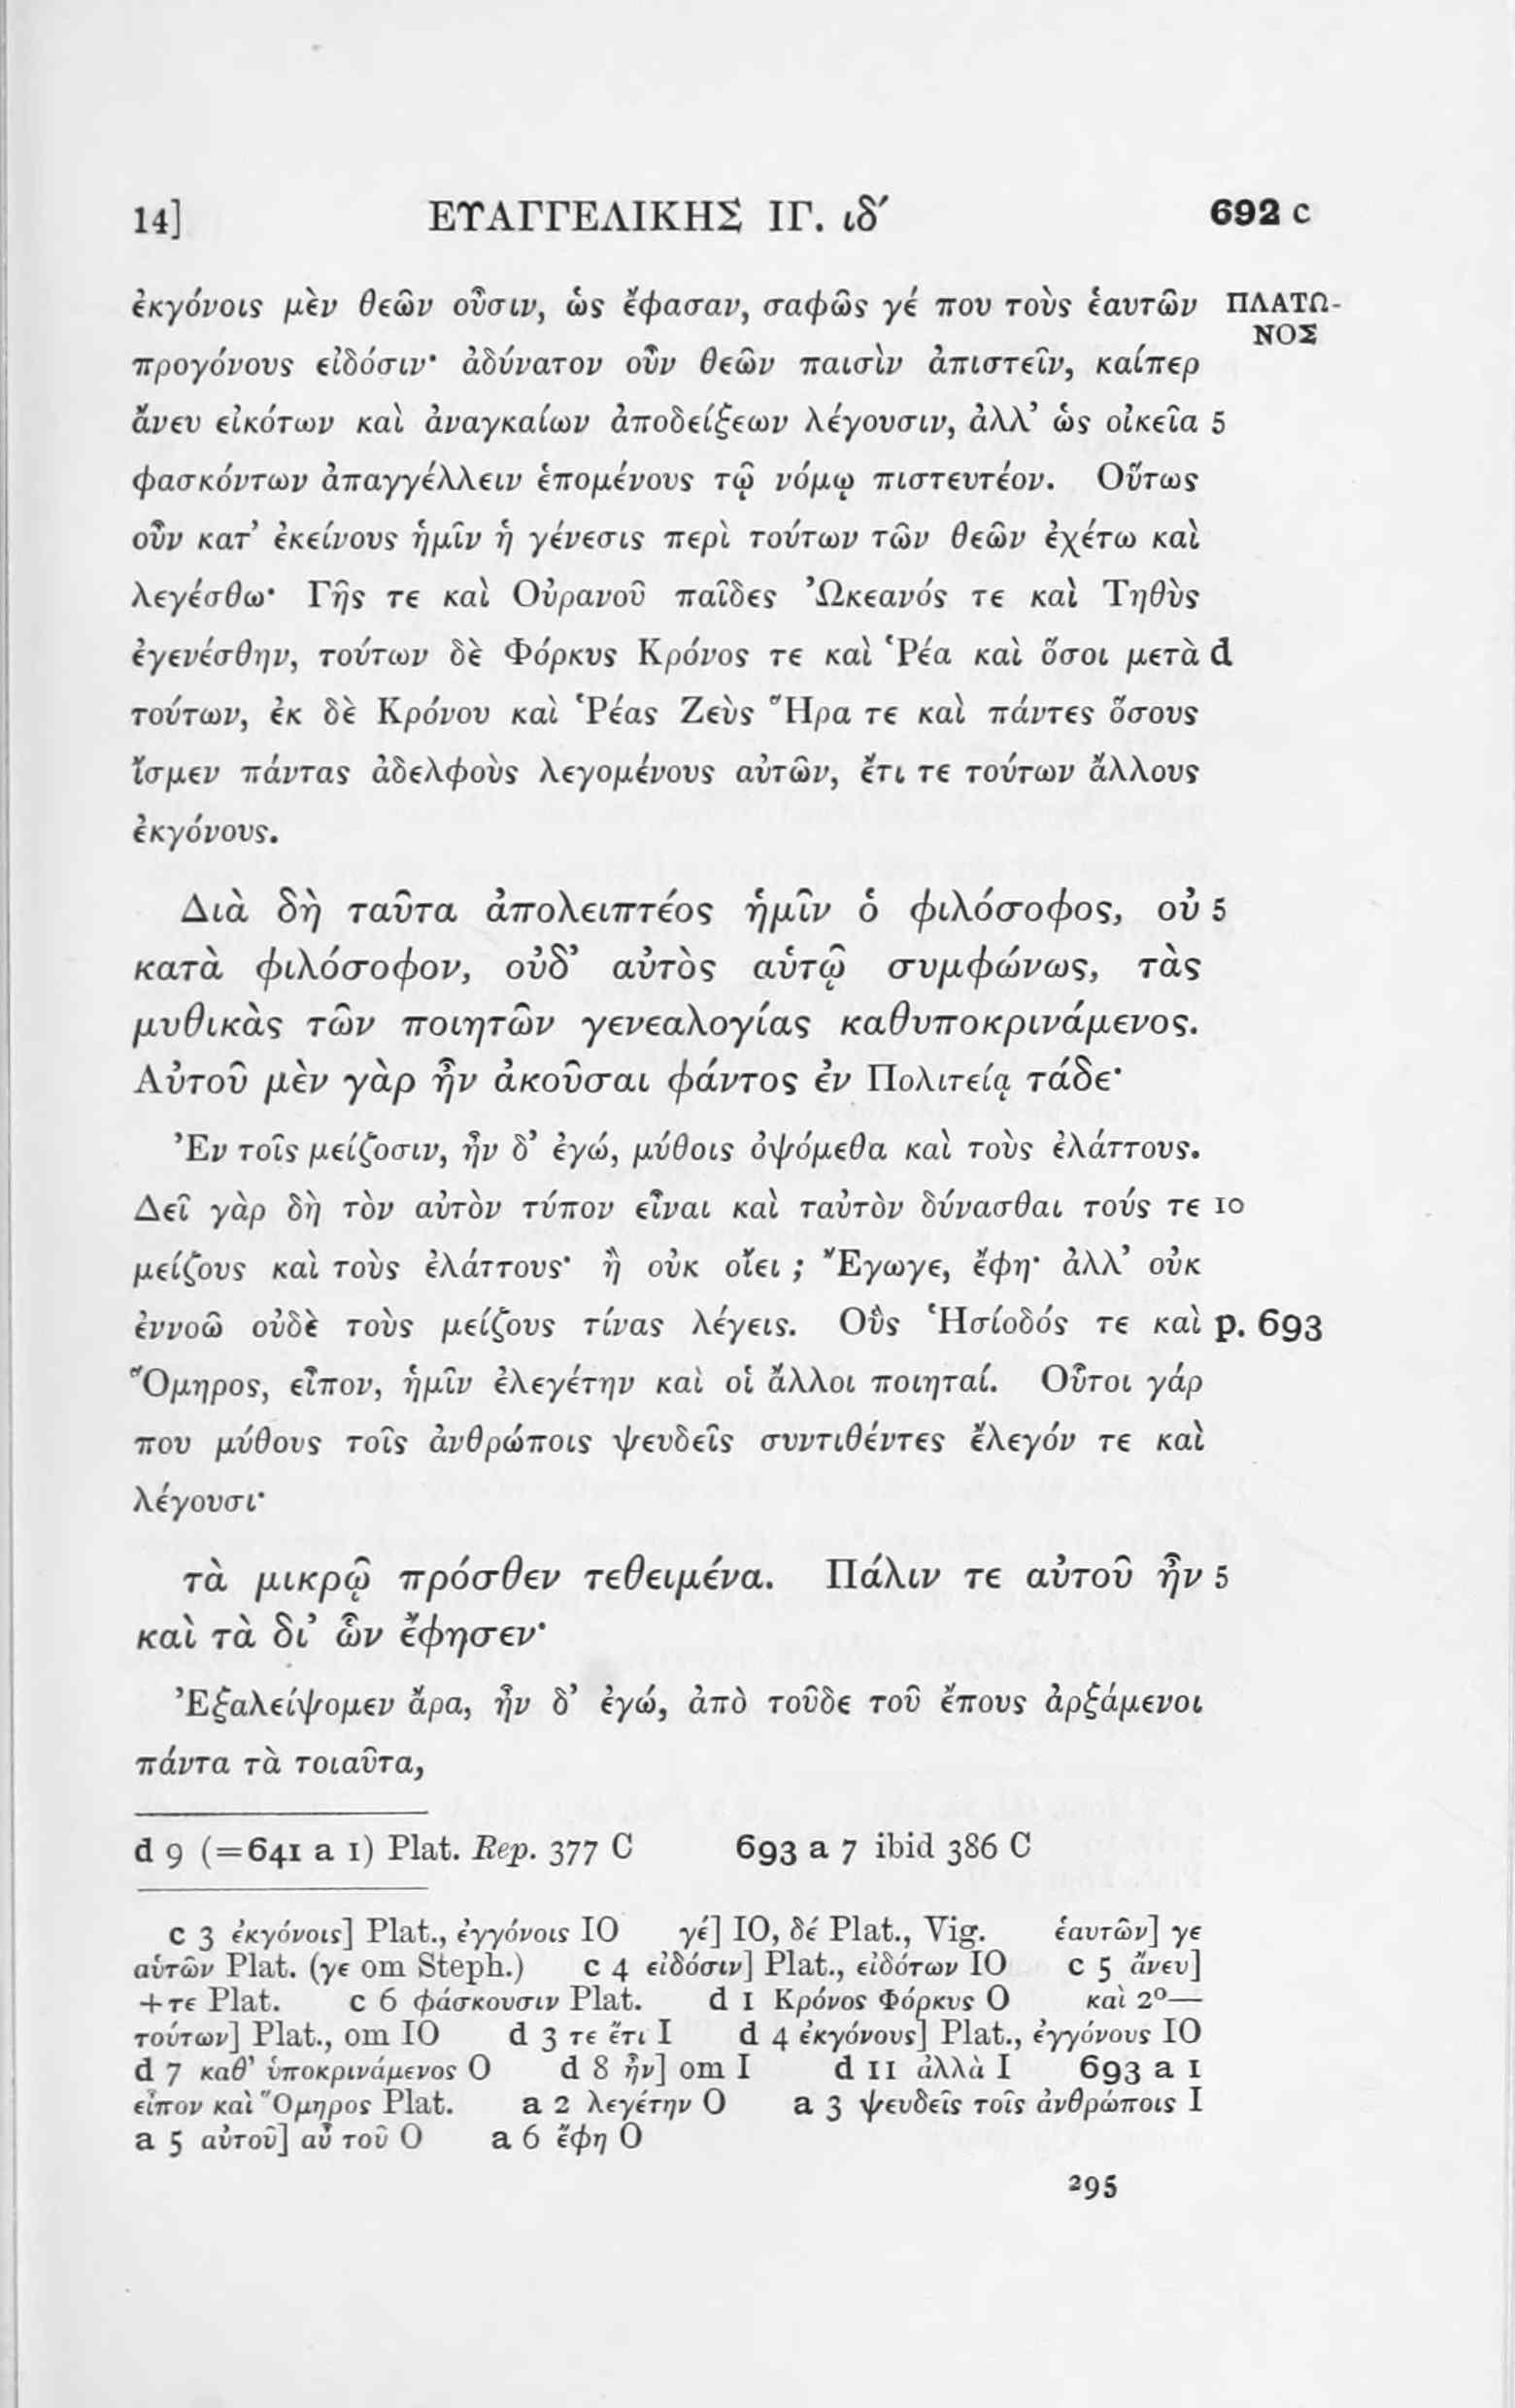 14] ΕΥΑΓΓΕΛΙΚΗΣ ΙΓ. ιδ′ 692 c
ἐκγόνοις μὲν θεῶν οὖσιν, ὡς ἔφασαν, σαφῶς γέ που τοὺς ἑαυτῶν ΠΛΑΤΩ-
ΝΟΣ
προγόνους εἰδόσιν· ἀδύνατον οὖν θεῶν παισὶν ἀπιστεῖν, καίπερ
ἄνευ εἰκότων καὶ ἀναγκαίων ἀποδείξεων λέγουσιν, ἀλλ’ ὡς οἰκεῖα 5
φασκόντων ἀπαγγέλλειν ἑπομένους τῷ νόμῳ πιστευτέον. Οὕτως
οὖν κατ’ ἐκείνους ἡμῖν ἡ γένεσις περὶ τούτων τῶν θεῶν ἐχέτω καὶ
λεγέσθω· Γῆς τε καὶ Οὐρανοῦ παῖδες Ὠκεανός τε καὶ Τηθὺς
ἐγενέσθην, τούτων δὲ Φόρκυς Κρόνος τε καὶ Ῥέα καὶ ὅσοι μετὰ d
τούτων, ἐκ δὲ Κρόνου καὶ Ῥέας Ζεὺς Ἥρα τε καὶ πάντες ὅσους
ἴσμεν πάντας ἀδελφοὺς λεγομένους αὐτῶν, ἔτι τε τούτων ἄλλους
ἐκγόνους.
Διὰ δὴ ταῦτα ἀπολειπτέος ἡμῖν ὁ φιλόσοφος, οὐ 5
κατὰ φιλόσοφον, οὐδ’ αὐτὸς αὑτῷ συμφώνως, τὰς
μυθικὰς τῶν ποιητῶν γενεαλογίας καθυποκρινάμενος.
Αὐτοῦ μὲν γὰρ ἦν ἀκοῦσαι φάντος ἐν Πολιτείᾳ τάδε·
Ἐν τοῖς μείζοσιν, ἦν δ’ ἐγώ, μύθοις ὀψόμεθα καὶ τοὺς ἐλάττους.
Δεῖ γὰρ δὴ τὸν αὐτὸν τύπον εἶναι καὶ ταὐτὸν δύνασθαι τούς τε 10
μείζους καὶ τοὺς ἐλάττους· ἢ οὐκ οἴει ; Ἔγωγε, ἔφη· ἀλλ’ οὐκ
ἐννοῶ οὐδὲ τοὺς μείζους τίνας λέγεις. Οὓς Ἡσίοδός τε καὶ p. 693
Ὅμηρος, εἶπον, ἡμῖν ἐλεγέτην καὶ οἱ ἄλλοι ποιηταί. Οὗτοι γάρ
που μύθους τοῖς ἀνθρώποις ψευδεῖς συντιθέντες ἔλεγόν τε καὶ
λέγουσι·
τὰ μικρῷ πρόσθεν τεθειμένα. Πάλιν τε αὐτοῦ ἦν 5
καὶ τὰ δι’ ὧν ἔφησεν·
Ἐξαλείψομεν ἄρα, ἦν δ’ ἐγώ, ἀπὸ τοῦδε τοῦ ἔπους ἀρξάμενοι
πάντα τὰ τοιαῦτα,
d 9 (=641 a 1) Plat. Rep. 377 C 693 a 7 ibid 386 C
c 3 ἐκγόνοις] Plat., ἐγγόνοις IO γέ] IO, δέ Plat., Vig. ἑαυτῶν] γε
αὑτῶν Plat. (γε om Steph.) c 4 εἰδόσιν] Plat., εἰδότων IO c 5 ἄνευ]
+τε Plat. c 6 φάσκουσιν Plat. d 1 Κρόνος Φόρκυς O καὶ 2º—
τούτων] Plat., om IO d 3 τε ἔτι I d 4 ἐκγόνους] Plat., ἐγγόνους IO
d 7 καθ’ ὑποκρινάμενος O d 8 ἦν] om I d 11 ἀλλὰ I 693 a 1
εἶπον καὶ Ὅμηρος Plat. a 2 λεγέτην O a 3 ψευδεῖς τοῖς ἀνθρώποις I
a 5 αὐτοῦ] αὖ τοῦ O a 6 ἔφη O
295